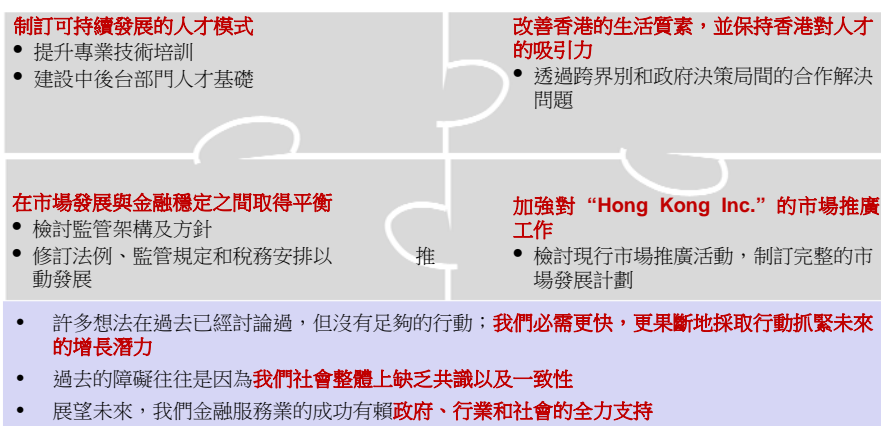 制訂可持續發展的人才模式
• 提升專業技術培訓
• 建設中後台部門人才基礎
改善香港的生活質素，並保持香港對人才
的吸引力
• 透過跨界別和政府決策局間的合作解決
問題
在市場發展與金融穩定之間取得平衡
• 檢討監管架構及方針
• 修訂法例、監管規定和稅務安排以 推
動發展
加強對 “Hong Kong Inc.” 的市場推廣
工作
• 檢討現行市場推廣活動，制訂完整的市
場發展計劃
• 許多想法在過去已經討論過，但沒有足夠的行動；我們必需更快，更果斷地採取行動抓緊未來
的增長潛力
• 過去的障礙往往是因為我們社會整體上缺乏共識以及一致性
• 展望未來，我們金融服務業的成功有賴政府、行業和社會的全力支持